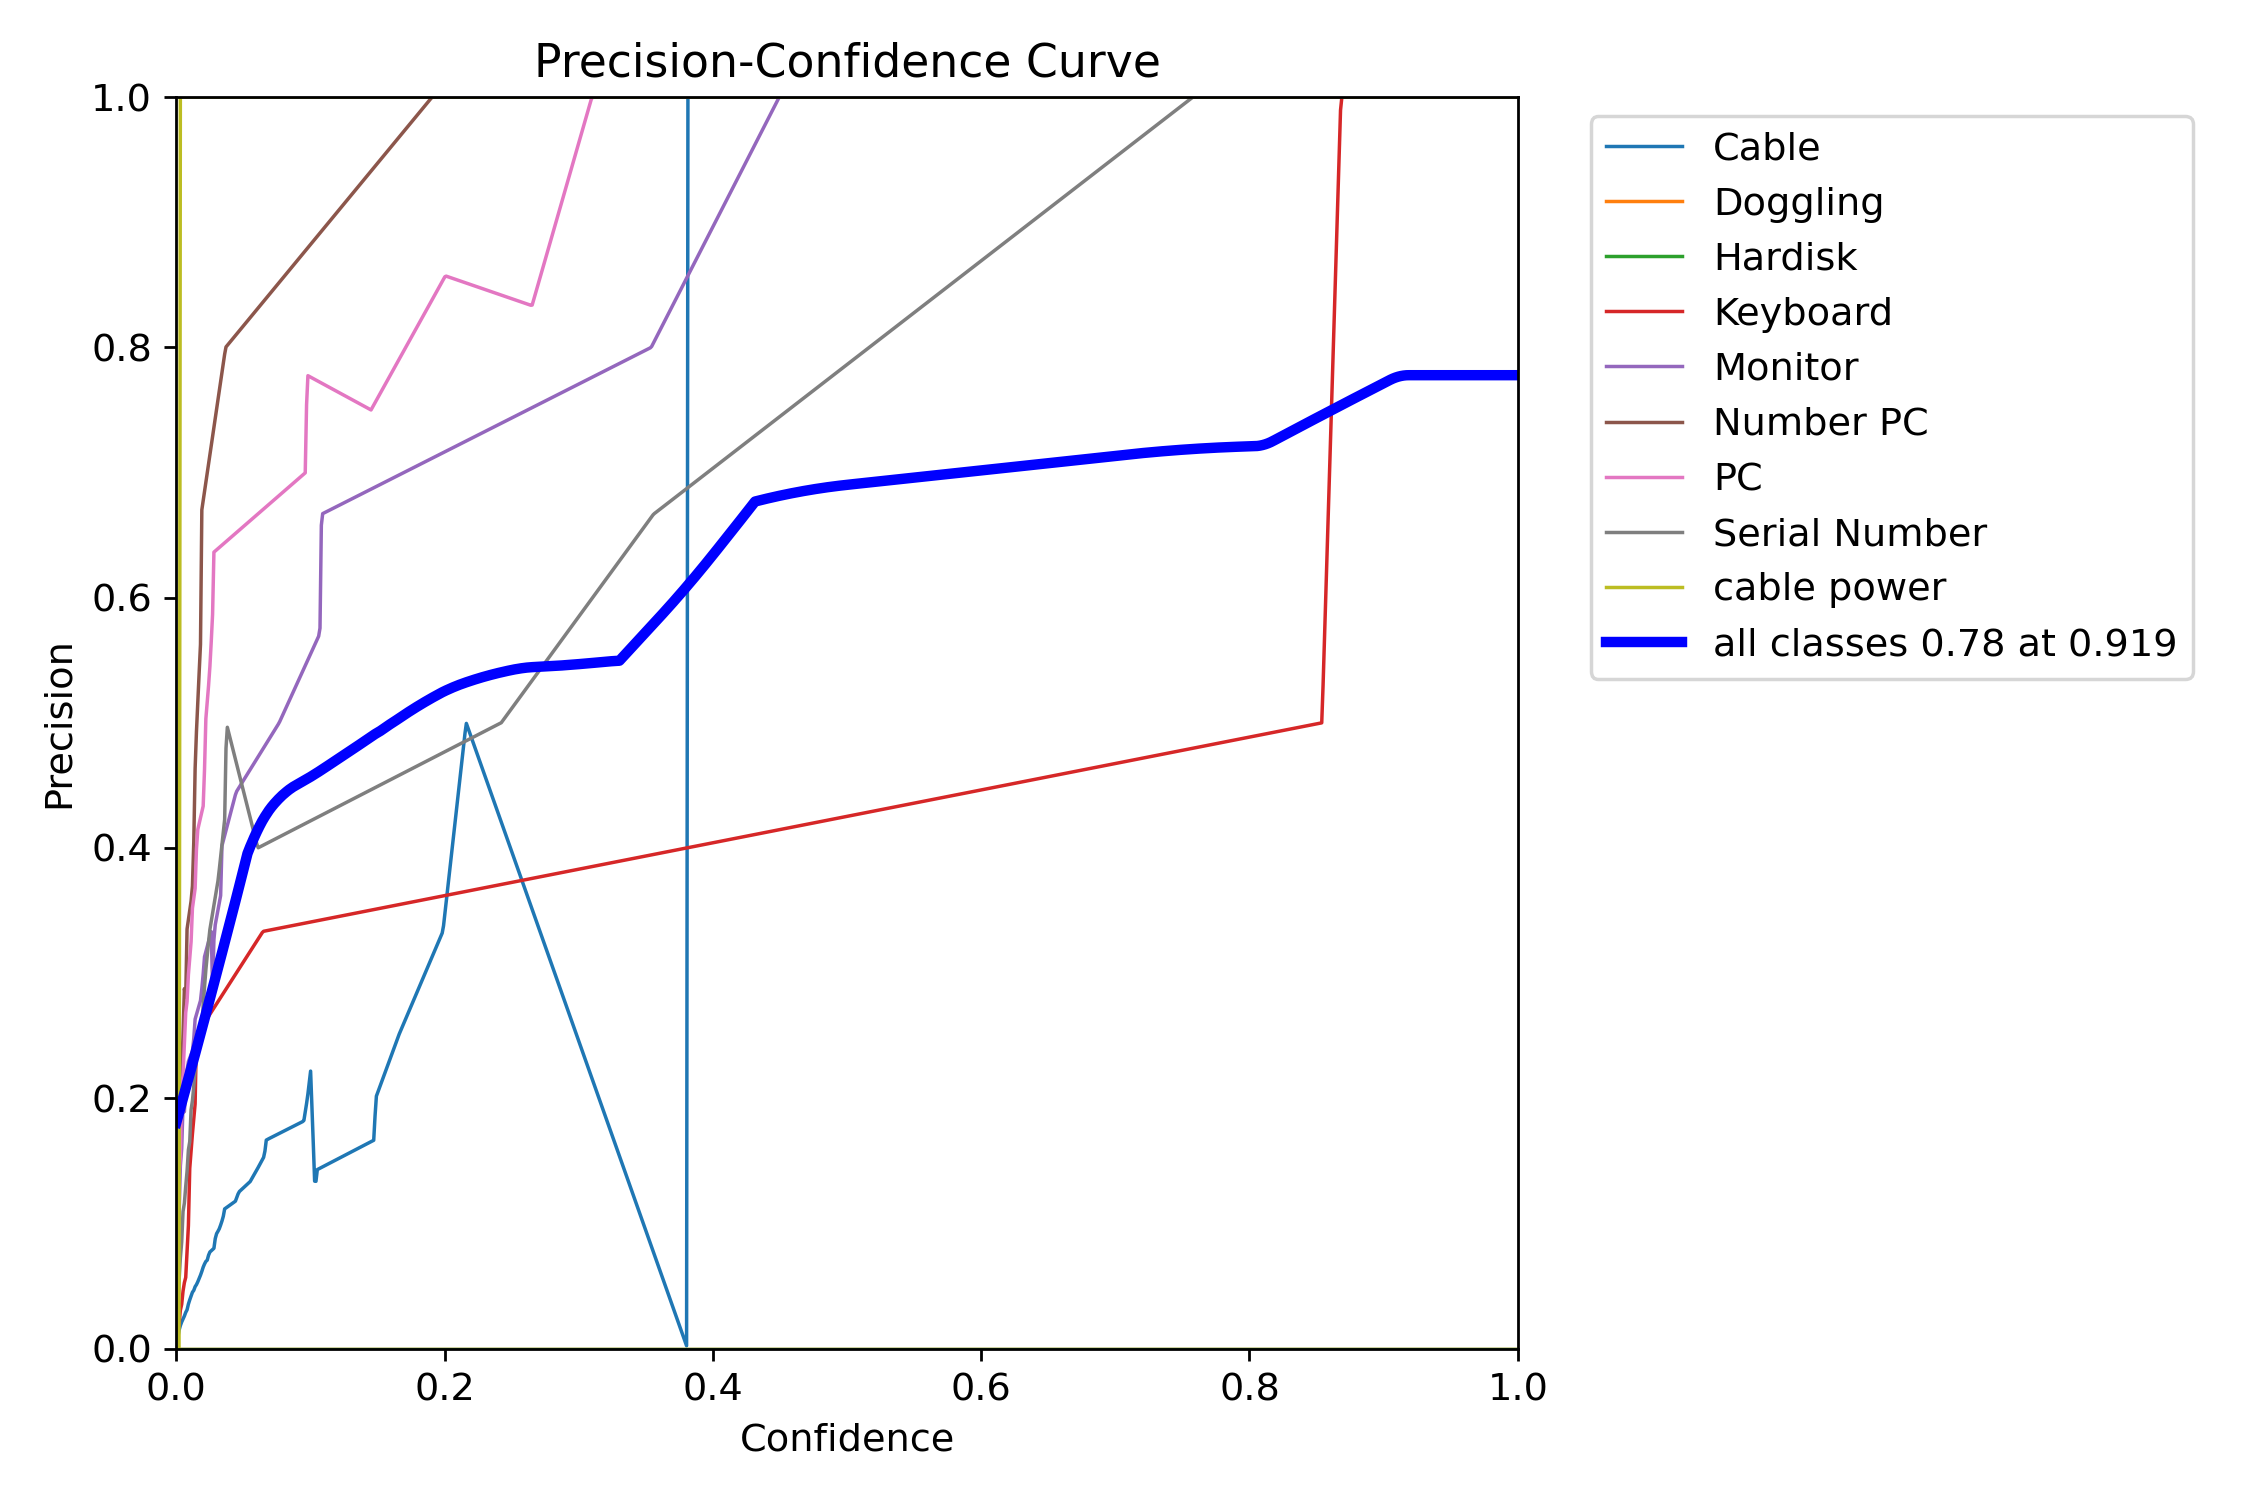 Precision-Confidence Curve
1.0
0.8
0.6
0.4
0.2
0.0
Precision
0.0 0.2 0.4 0.6 0.8 1.0
Confidence
Cable
Doggling
Hardisk
Keyboard
Monitor
Number PC
PC
Serial Number
cable power
all classes 0.78 at 0.919